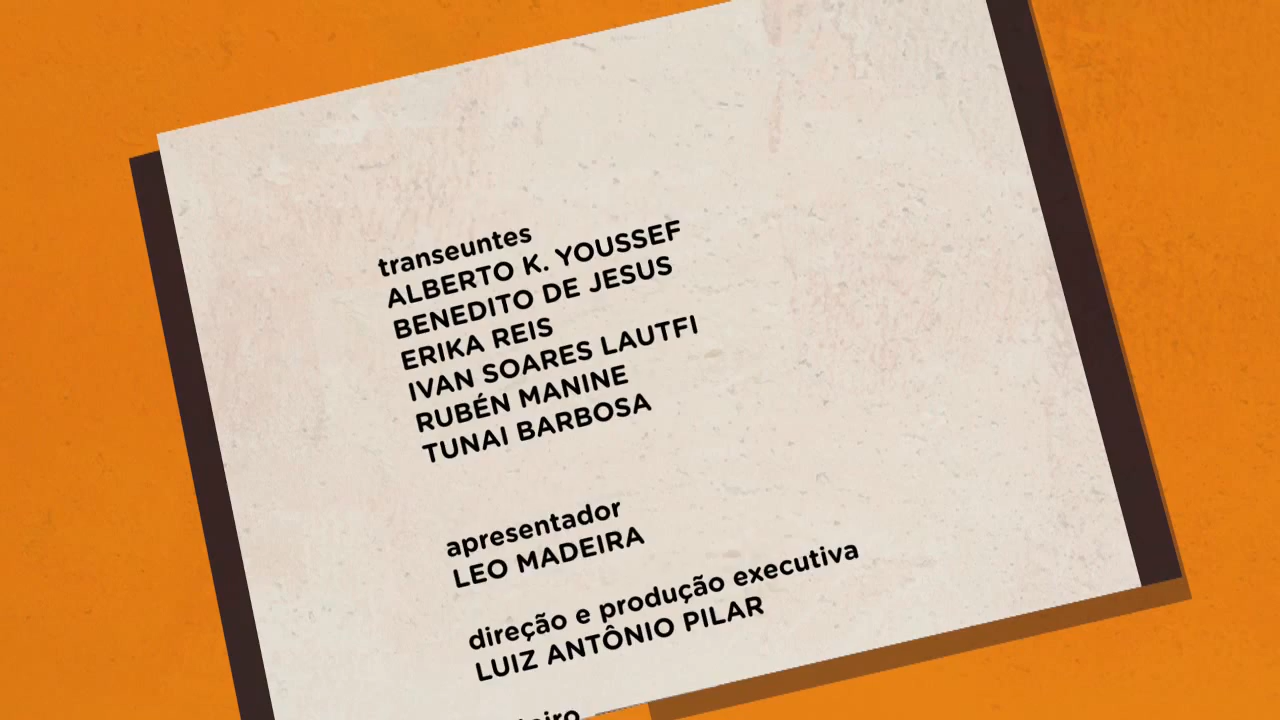 transeuntes
ALBERTO K. YOUSSEF
BENEDITO DE JESUS
ERIKA REIS
IVAN SOARES LAUTFI
RUBÉN MANINE
TUNAI BARBOSA
apresentador
LEO MADEIRA
direção e produção executiva
LUIZ ANTÔNIO PILAR